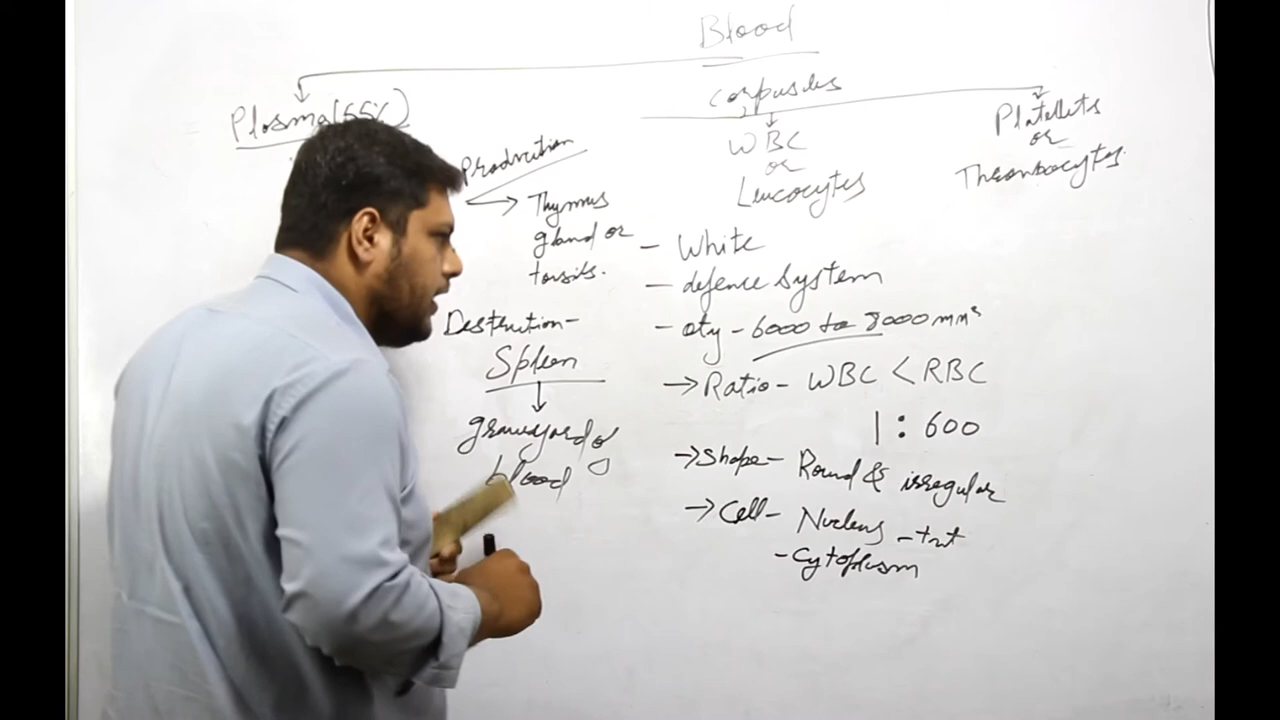 Blood
Corpuscles
Plasma (55%)
WBC
or
Leucocytes
Platellets
or
Thrombocytes
Production
→ Thymus
gland or
tonsils.
Destruction -
Spleen
graveyard of
blood
- White
- defence System
- Qty - 6000 to 8000 mm³
→ Ratio - WBC < RBC
1 : 600
→ Shape - Round & irregular
→ Cell - Nucleus
- Cytoplasm